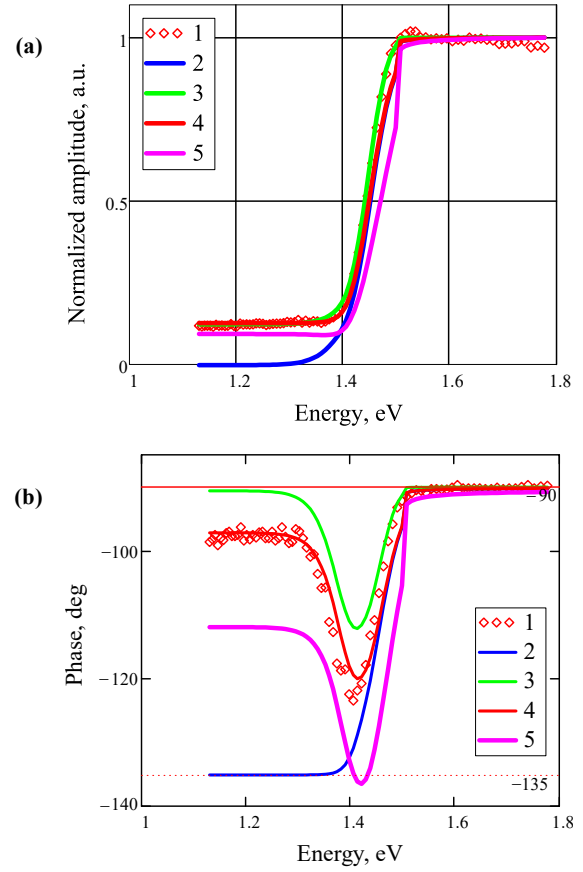 (a)
Normalized amplitude, a.u.
1
0.5
0
1
2
3
4
5
1 1.2 1.4 1.6 1.8
Energy, eV
(b)
Phase, deg
−100
−120
−140
−90
−135
1
2
3
4
5
1 1.2 1.4 1.6 1.8
Energy, eV